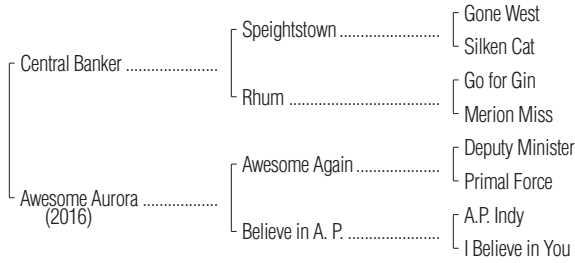 Gone West
Speightstown
Silken Cat
Central Banker
Go for Gin
Rhum
Merion Miss
Deputy Minister
Awesome Again
Primal Force
Awesome Aurora
(2016)
A.P. Indy
Believe in A. P.
I Believe in You